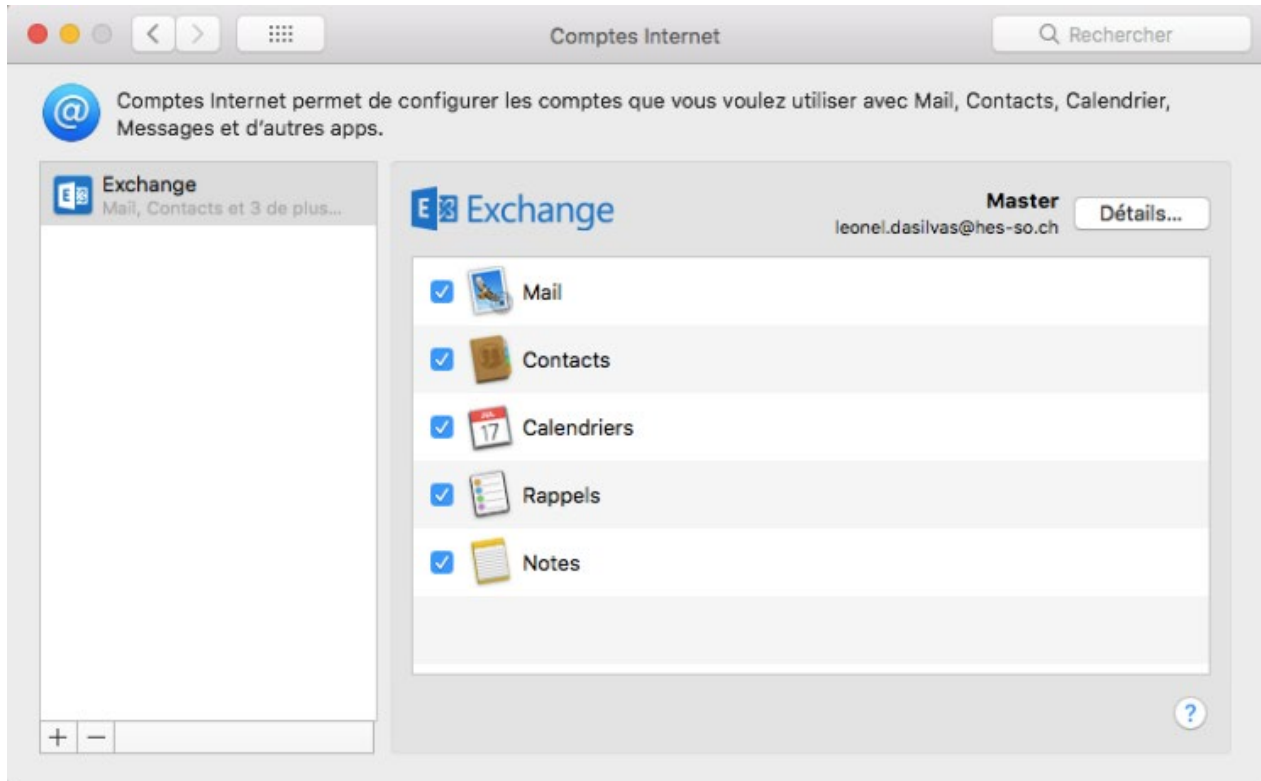 Comptes Internet
Rechercher
@
Comptes Internet permet de configurer les comptes que vous voulez utiliser avec Mail, Contacts, Calendrier,
Messages et d'autres apps.
E
Exchange
Mail, Contacts et 3 de plus...
E Exchange
Master
leonel.dasilvas@hes-so.ch
Détails...
Mail
Contacts
JUL
17
Calendriers
Rappels
Notes
?
+ −